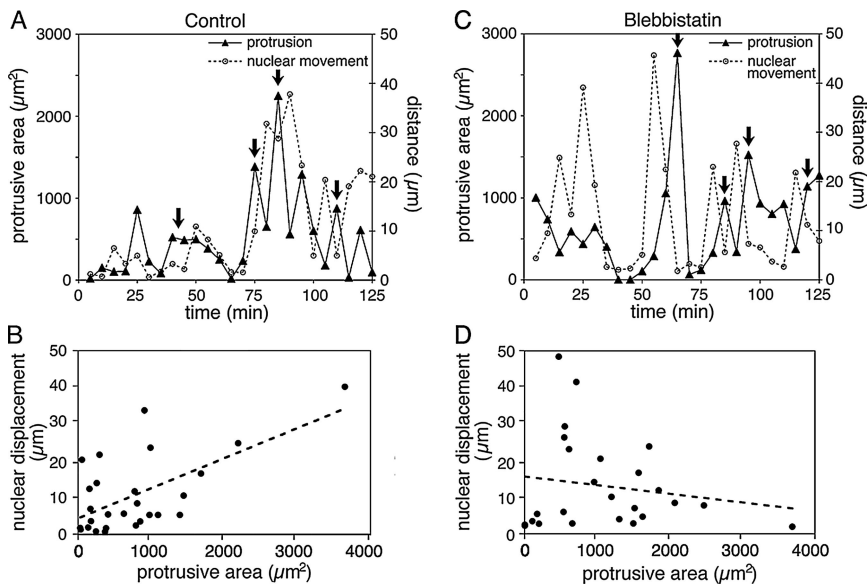 A
Control
3000
2000
1000
0
protrusive area (µm²)
50
40
30
20
10
0
distance (µm)
protrusion
nuclear movement
0
25
50
75
100
125
time (min)
C
Blebbistatin
3000
2000
1000
0
protrusive area (µm²)
50
40
30
20
10
0
distance (µm)
protrusion
nuclear
movement
0
25
50
75
100
125
time (min)
B
50
40
30
20
10
0
nuclear displacement
(µm)
0
1000
2000
3000
4000
protrusive area (µm²)
D
50
40
30
20
10
0
nuclear displacement
(µm)
0
1000
2000
3000
4000
protrusive area (µm²)